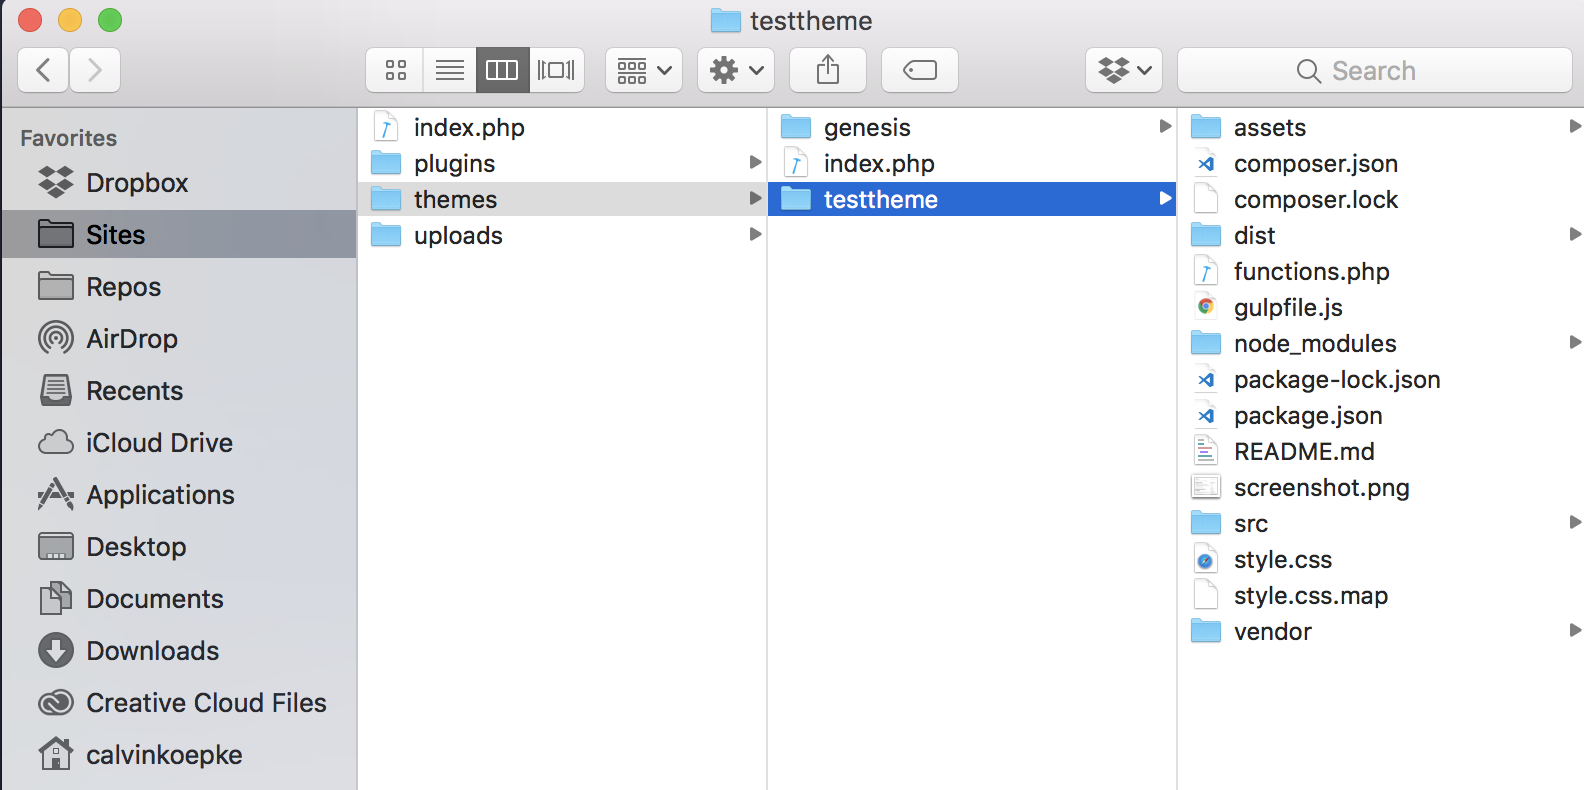 testtheme
Search
Favorites
Dropbox
Sites
Repos
AirDrop
Recents
iCloud Drive
Applications
Desktop
Documents
Downloads
Creative Cloud Files
calvinkoepke
index.php
plugins
themes
uploads
genesis
index.php
testtheme
assets
composer.json
composer.lock
dist
functions.php
gulpfile.js
node_modules
package-lock.json
package.json
README.md
screenshot.png
src
style.css
style.css.map
vendor